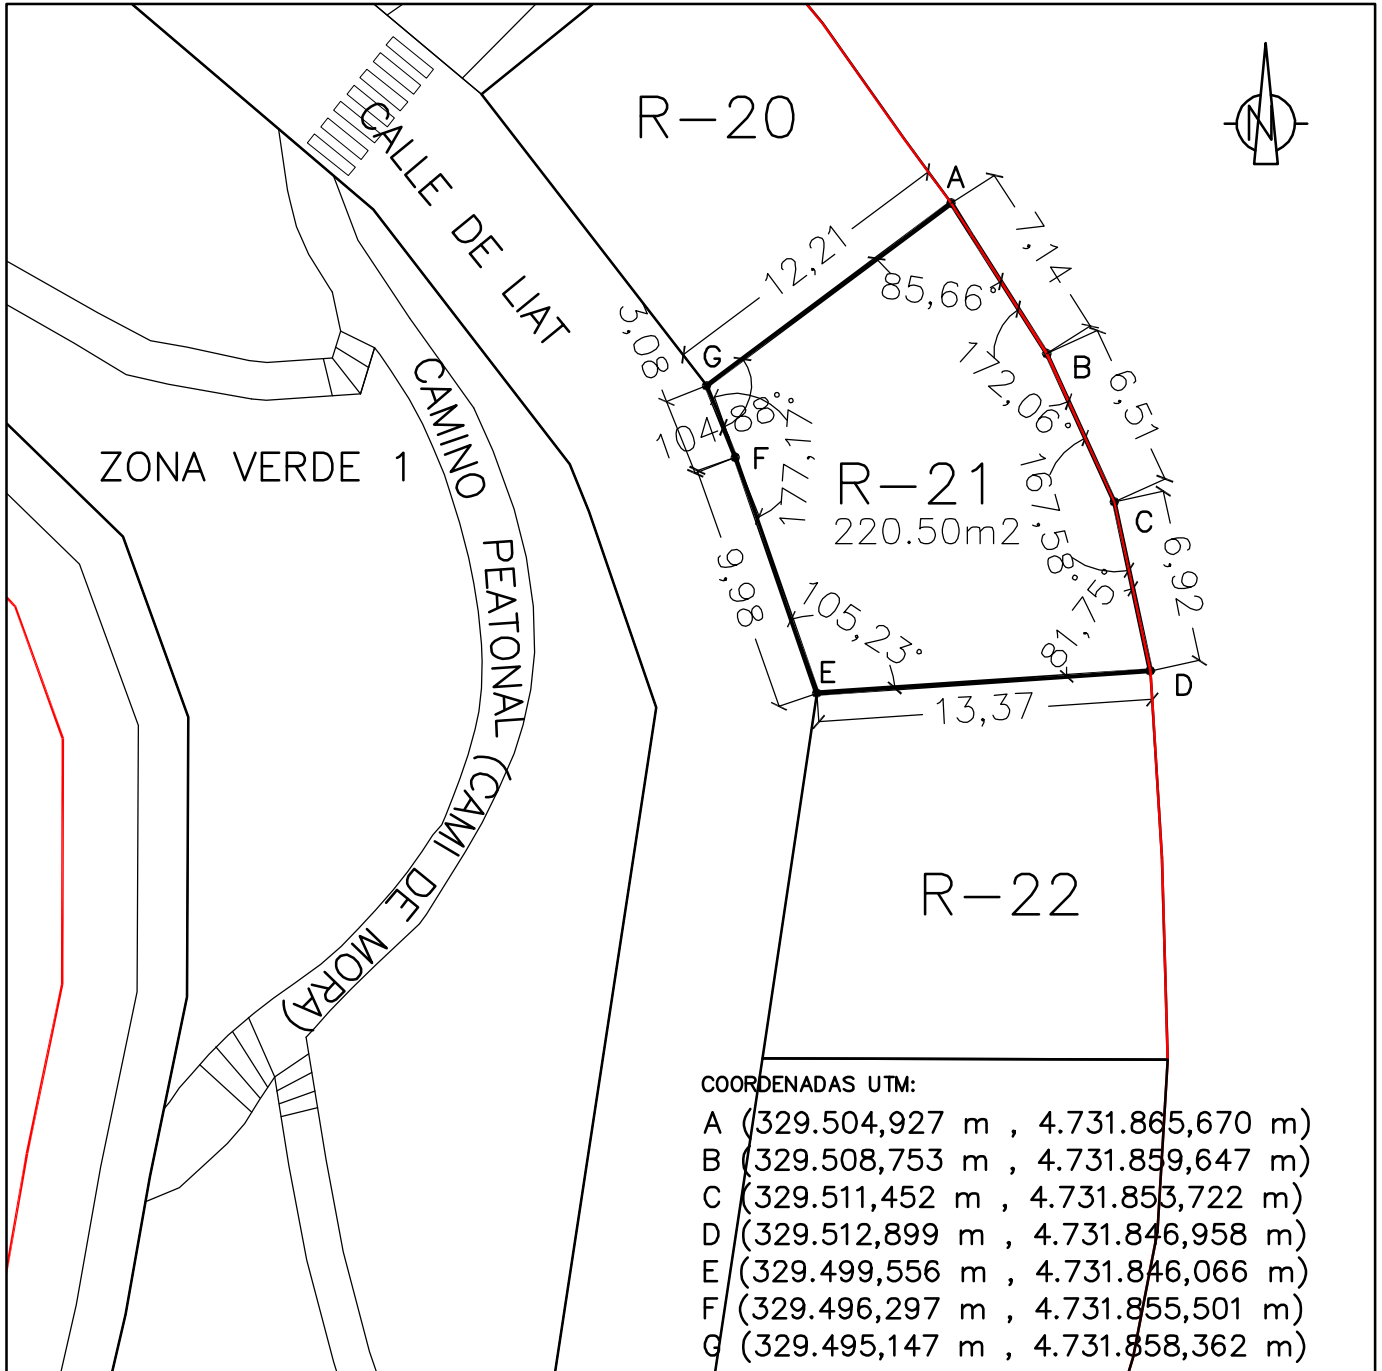 R-20
N
A
CALLE DE LIAT
7,14
12,21
85,66°
3,08
G
B
172,06°
6,51
CAMINO PEATONAL (CAMI DE MORA)
104,88°
177,17°
F
ZONA VERDE 1
R-21
167,58°
C
220.50m2
6,92
9,98
105,23°
81,75°
E
D
13,37
R-22
COORDENADAS UTM:
A (329.504,927 m , 4.731.865,670 m)
B (329.508,753 m , 4.731.859,647 m)
C (329.511,452 m , 4.731.853,722 m)
D (329.512,899 m , 4.731.846,958 m)
E (329.499,556 m , 4.731.846,066 m)
F (329.496,297 m , 4.731.855,501 m)
G (329.495,147 m , 4.731.858,362 m)